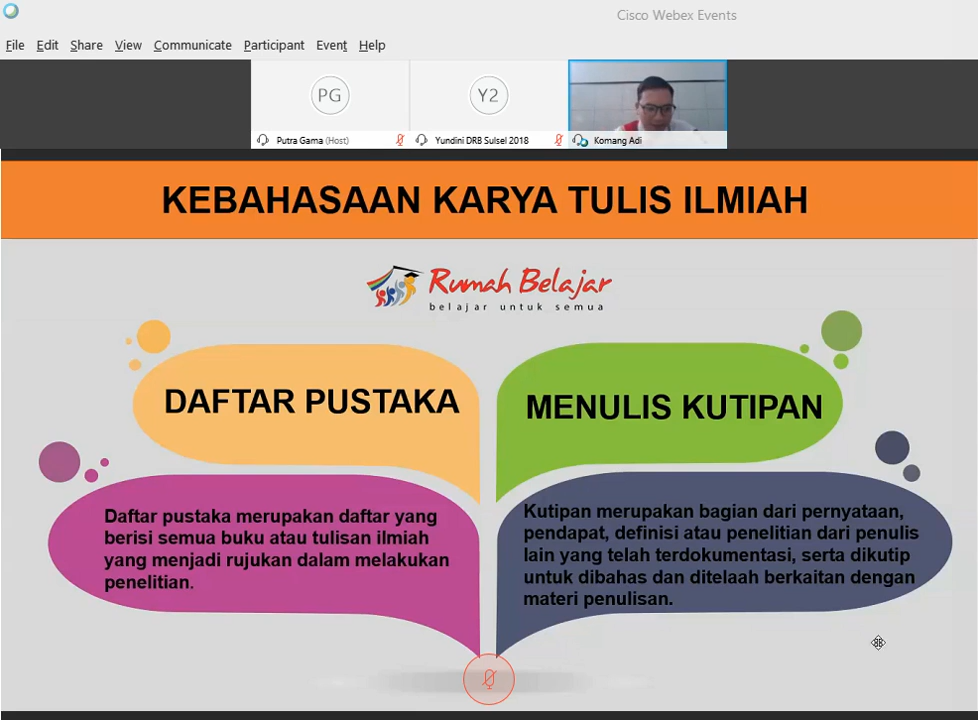 Cisco Webex Events
File Edit Share View Communicate Participant Event Help
PG
Y2
Putra Gama (Host)
Yundini DRB Sulsel 2018
Komang Adi
KEBAHASAAN KARYA TULIS ILMIAH
Rumah Belajar
belajar untuk semua
DAFTAR PUSTAKA
MENULIS KUTIPAN
Daftar pustaka merupakan daftar yang
berisi semua buku atau tulisan ilmiah
yang menjadi rujukan dalam melakukan
penelitian.
Kutipan merupakan bagian dari pernyataan,
pendapat, definisi atau penelitian dari penulis
lain yang telah terdokumentasi, serta dikutip
untuk dibahas dan ditelaah berkaitan dengan
materi penulisan.